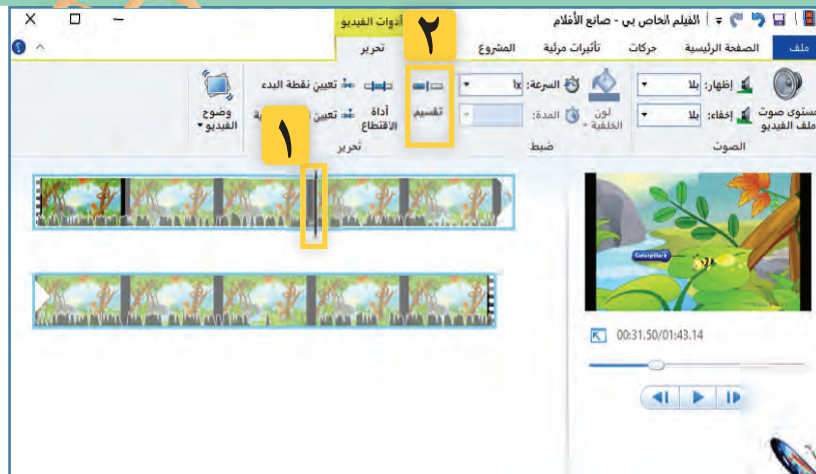 الفيلم الخاص بي - صانع الأفلام
أدوات الفيديو
ملف الصفحة الرئيسية حركات تأثيرات مرئية المشروع تحرير
٢
مستوى صوت ملف الفيديو
إظهار: بلا
إخفاء: بلا
الصوت
لون الخلفية
السرعة: 1x
المدة:
ضبط
تقسيم
أداة الاقتطاع
تعيين نقطة البدء
تعيين
تحرير
وضوح الفيديو
١
Caterpillar
00:31.50/01:43.14